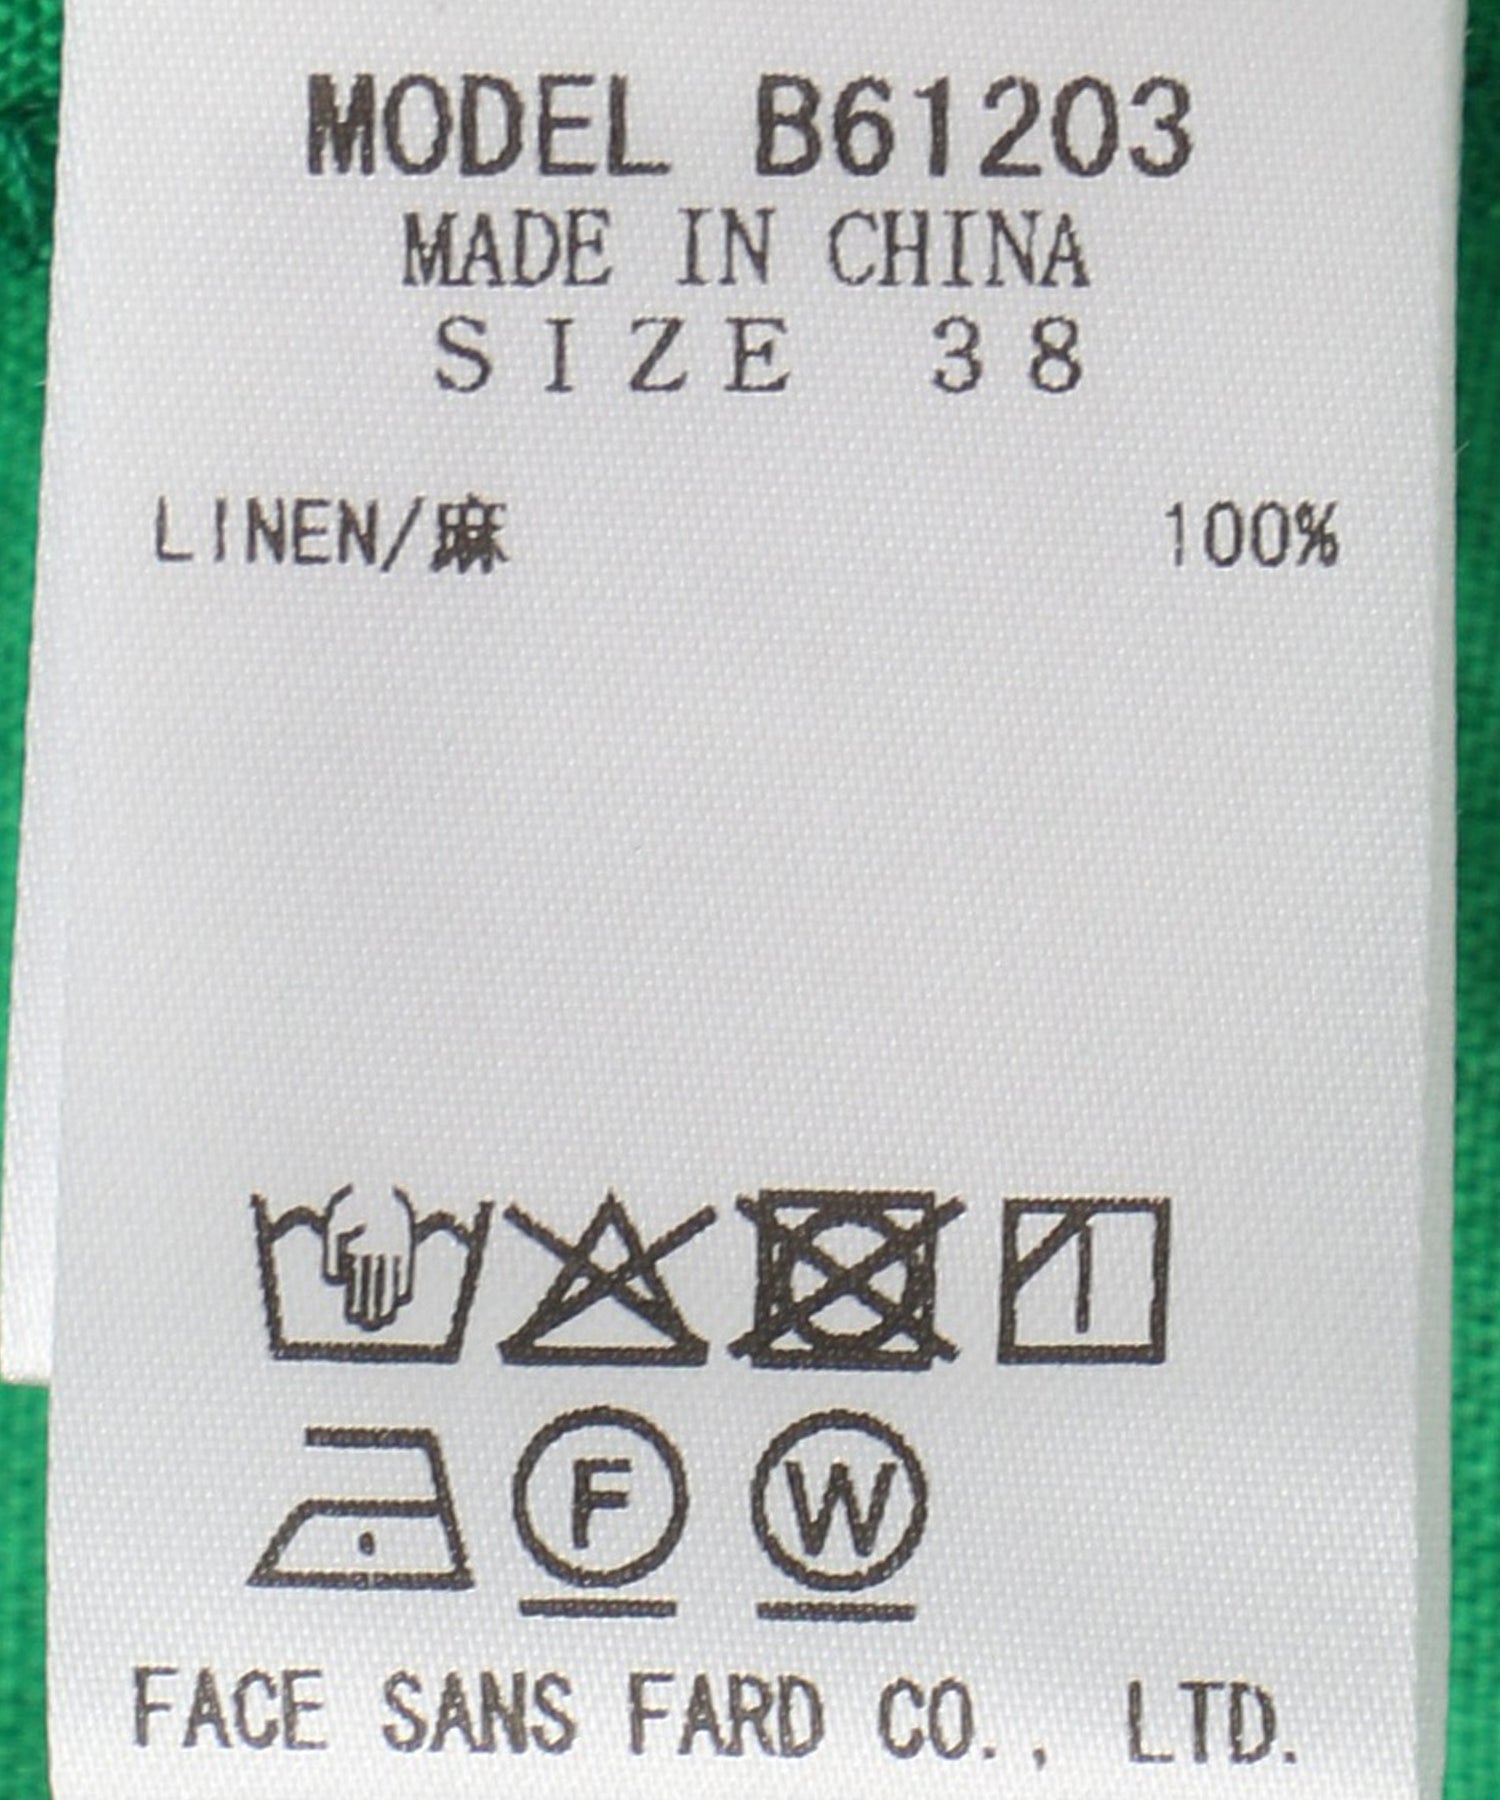 MODEL B61203
MADE IN CHINA
SIZE 38
LINEN/麻 100%
F W
FACE SANS FARD CO., LTD.